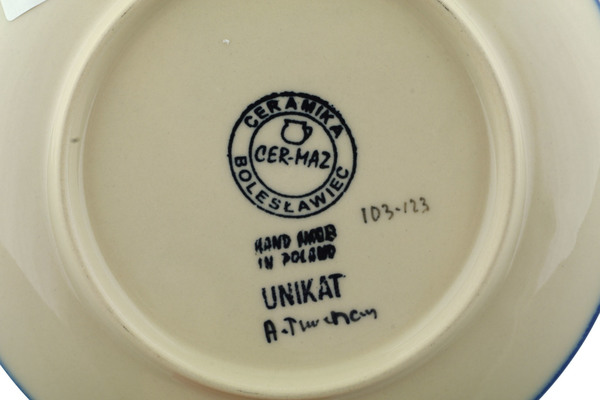 CERAMIKA
CER-MAZ
BOLESŁAWIEC
103-123
HAND MADE
IN POLAND
UNIKAT